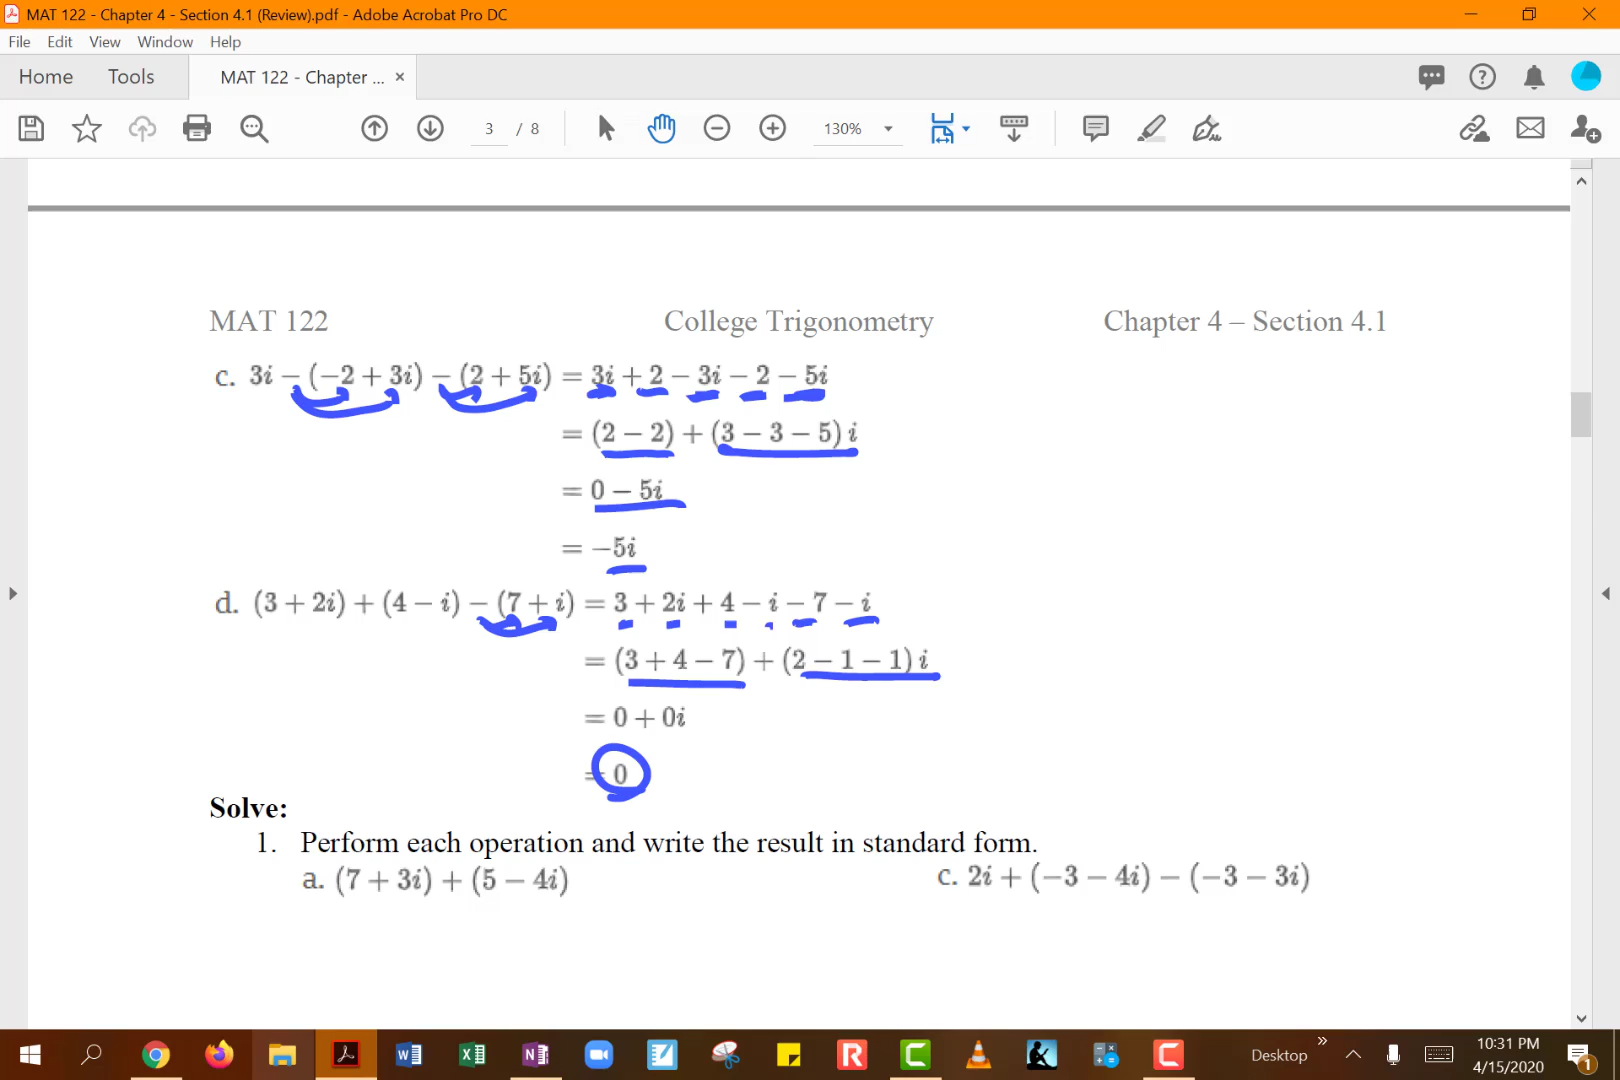 MAT 122 - Chapter 4 - Section 4.1 (Review).pdf - Adobe Acrobat Pro DC
File Edit View Window Help
Home Tools MAT 122 - Chapter ... ×
3 / 8 130%
MAT 122 College Trigonometry Chapter 4 – Section 4.1
c. 3i − (−2 + 3i) − (2 + 5i) = 3i + 2 − 3i − 2 − 5i
= (2 − 2) + (3 − 3 − 5) i
= 0 − 5i
= −5i
d. (3 + 2i) + (4 − i) − (7 + i) = 3 + 2i + 4 − i − 7 − i
= (3 + 4 − 7) + (2 − 1 − 1) i
= 0 + 0i
= 0
Solve:
1. Perform each operation and write the result in standard form.
a. (7 + 3i) + (5 − 4i) c. 2i + (−3 − 4i) − (−3 − 3i)
Desktop 10:31 PM
4/15/2020 1